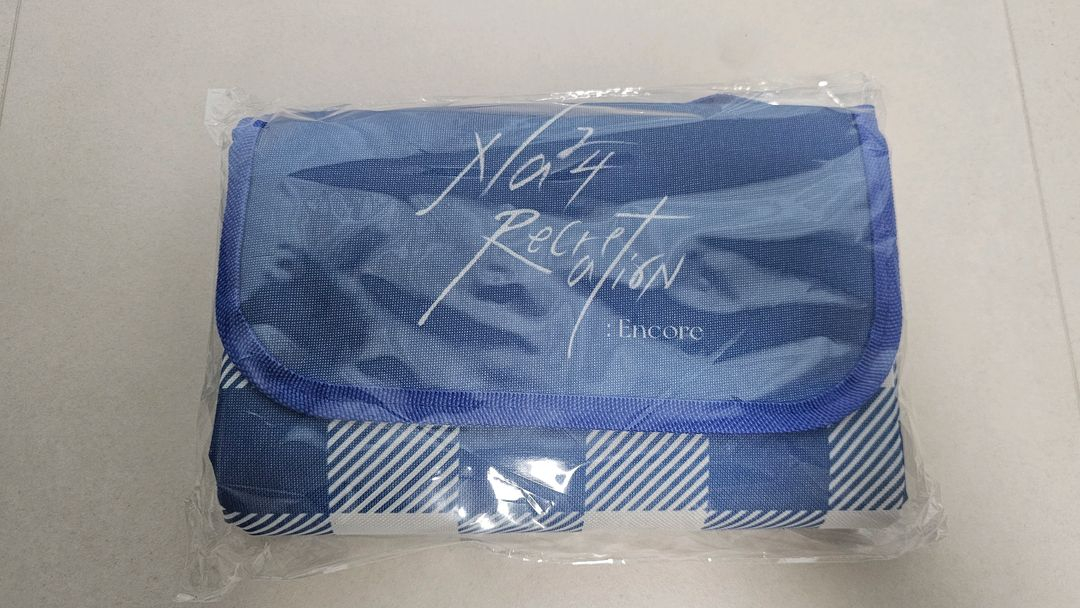 Xia 24
Recreation
: Encore